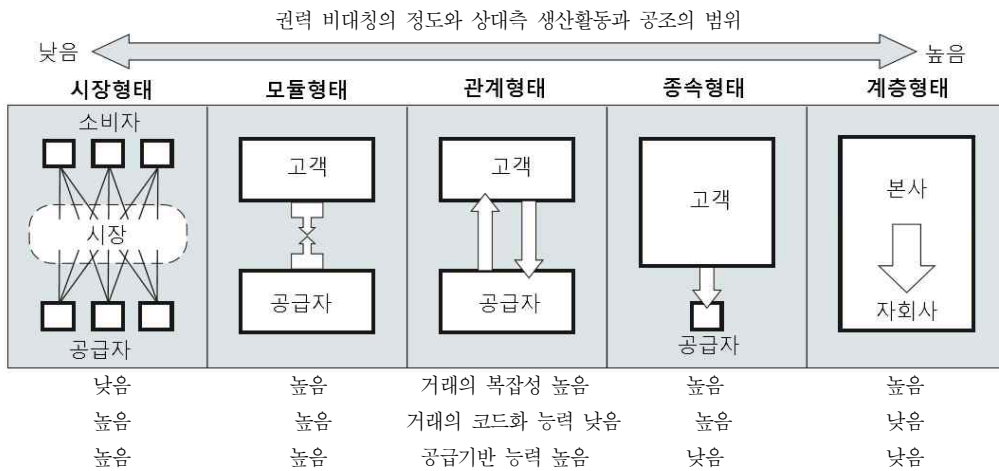 권력 비대칭의 정도와 상대측 생산활동과 공조의 범위
낮음 높음
시장형태 모듈형태 관계형태 종속형태 계층형태
소비자
고객 고객 고객 본사
시장
공급자 공급자 자회사
공급자 공급자
낮음 높음 거래의 복잡성 높음 높음 높음
높음 높음 거래의 코드화 능력 낮음 높음 낮음
높음 높음 공급기반 능력 높음 낮음 낮음